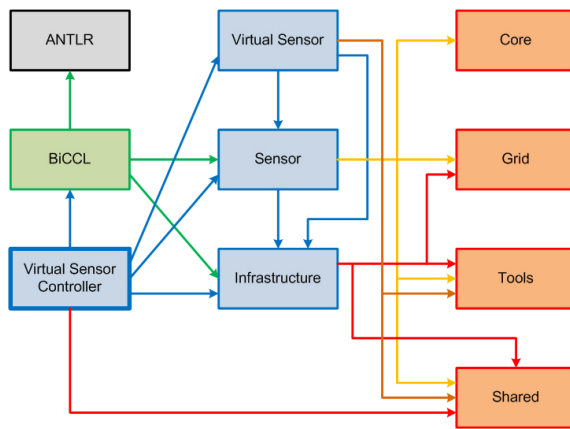 ANTLR
Virtual Sensor
Core
BiCCL
Sensor
Grid
Virtual Sensor
Controller
Infrastructure
Tools
Shared